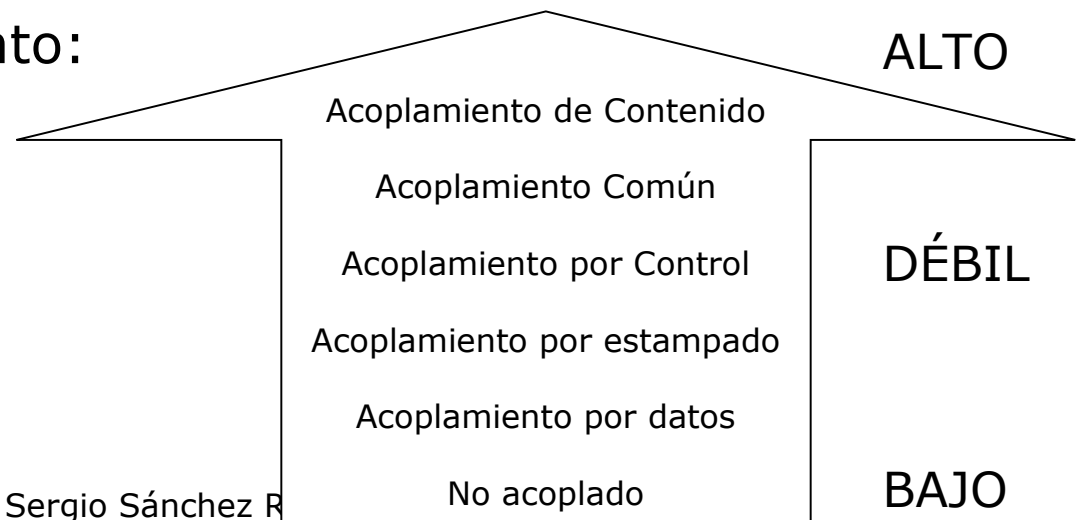 nto:
ALTO
Acoplamiento de Contenido
Acoplamiento Común
Acoplamiento por Control
DÉBIL
Acoplamiento por estampado
Acoplamiento por datos
No acoplado
BAJO
Sergio Sánchez R